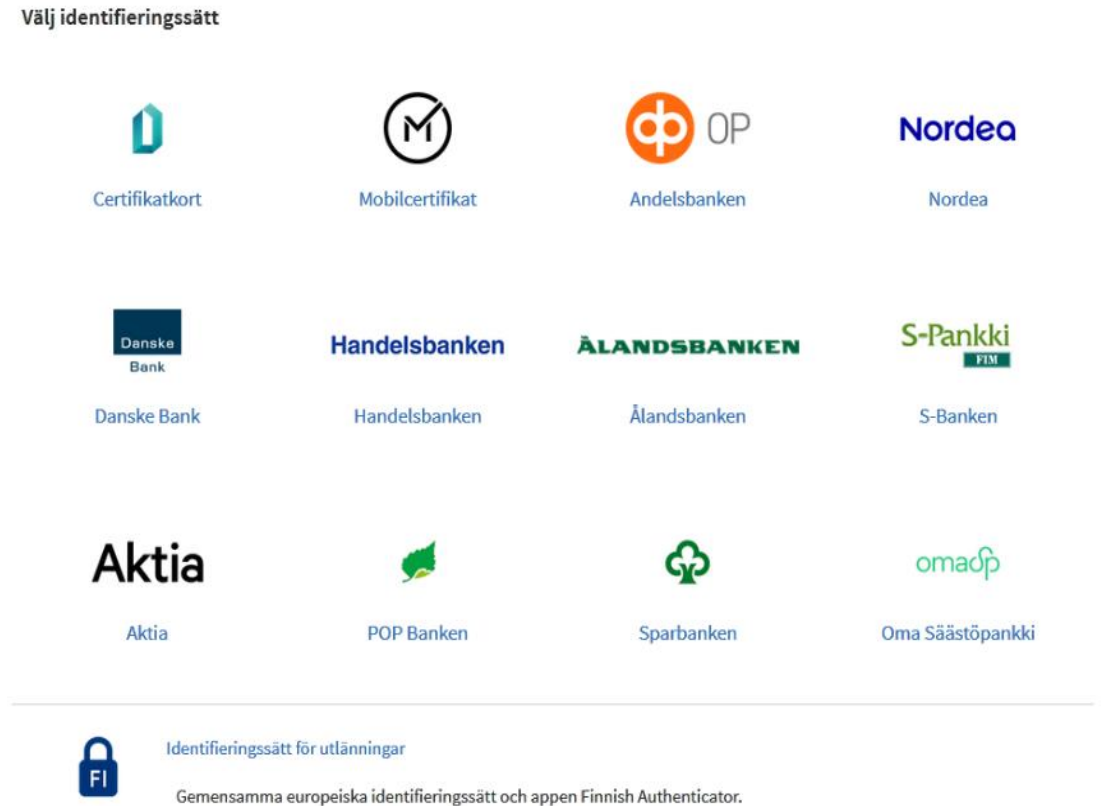 Välj identifieringssätt
OP
Nordea
Certifikatkort
Mobilcertifikat
Andelsbanken
Nordea
Danske
Bank
Handelsbanken
ÅLANDSBANKEN
S-Pankki
FIM
Danske Bank
Handelsbanken
Ålandsbanken
S-Banken
Aktia
omasp
Aktia
POP Banken
Sparbanken
Oma Säästöpankki
FI
Identifieringssätt för utlänningar
Gemensamma europeiska identifieringssätt och appen Finnish Authenticator.